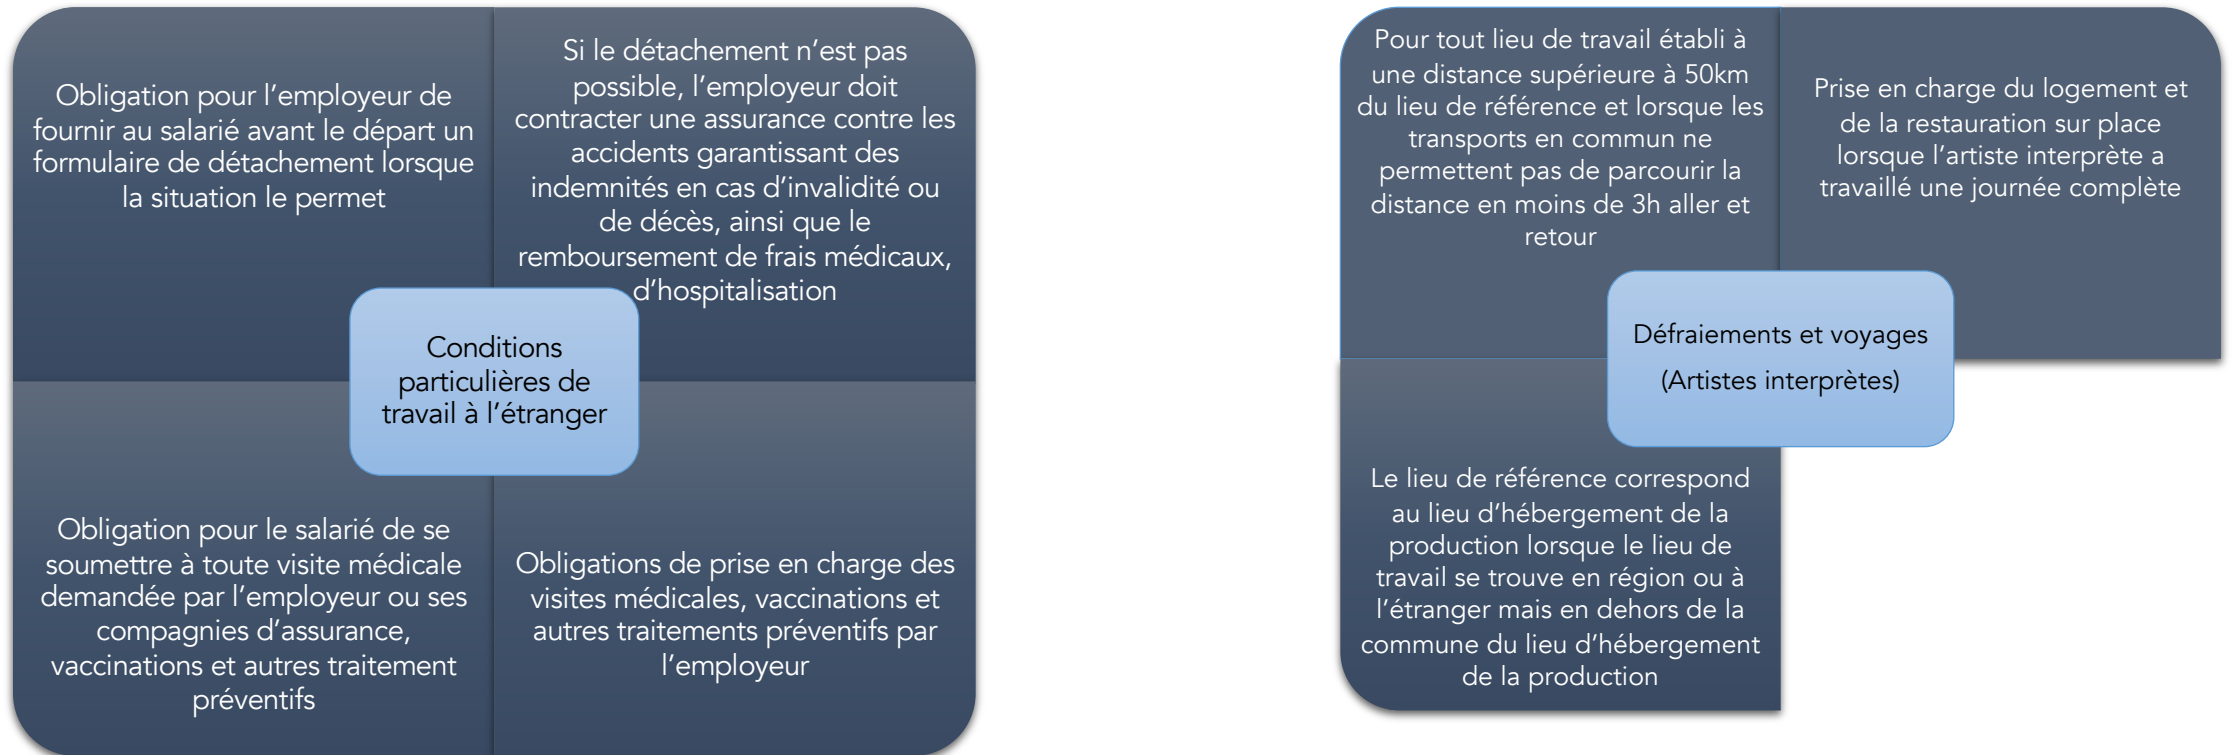 Obligation pour l’employeur de
fournir au salarié avant le départ un
formulaire de détachement lorsque
la situation le permet
Si le détachement n’est pas
possible, l’employeur doit
contracter une assurance contre les
accidents garantissant des
indemnités en cas d’invalidité ou
de décès, ainsi que le
remboursement de frais médicaux,
d’hospitalisation
Conditions
particulières de
travail à l’étranger
Obligation pour le salarié de se
soumettre à toute visite médicale
demandée par l’employeur ou ses
compagnies d’assurance,
vaccinations et autres traitement
préventifs
Obligations de prise en charge des
visites médicales, vaccinations et
autres traitements préventifs par
l’employeur
Pour tout lieu de travail établi à
une distance supérieure à 50km
du lieu de référence et lorsque les
transports en commun ne
permettent pas de parcourir la
distance en moins de 3h aller et
retour
Prise en charge du logement et
de la restauration sur place
lorsque l’artiste interprète a
travaillé une journée complète
Défraiements et voyages
(Artistes interprètes)
Le lieu de référence correspond
au lieu d’hébergement de la
production lorsque le lieu de
travail se trouve en région ou à
l’étranger mais en dehors de la
commune du lieu d’hébergement
de la production